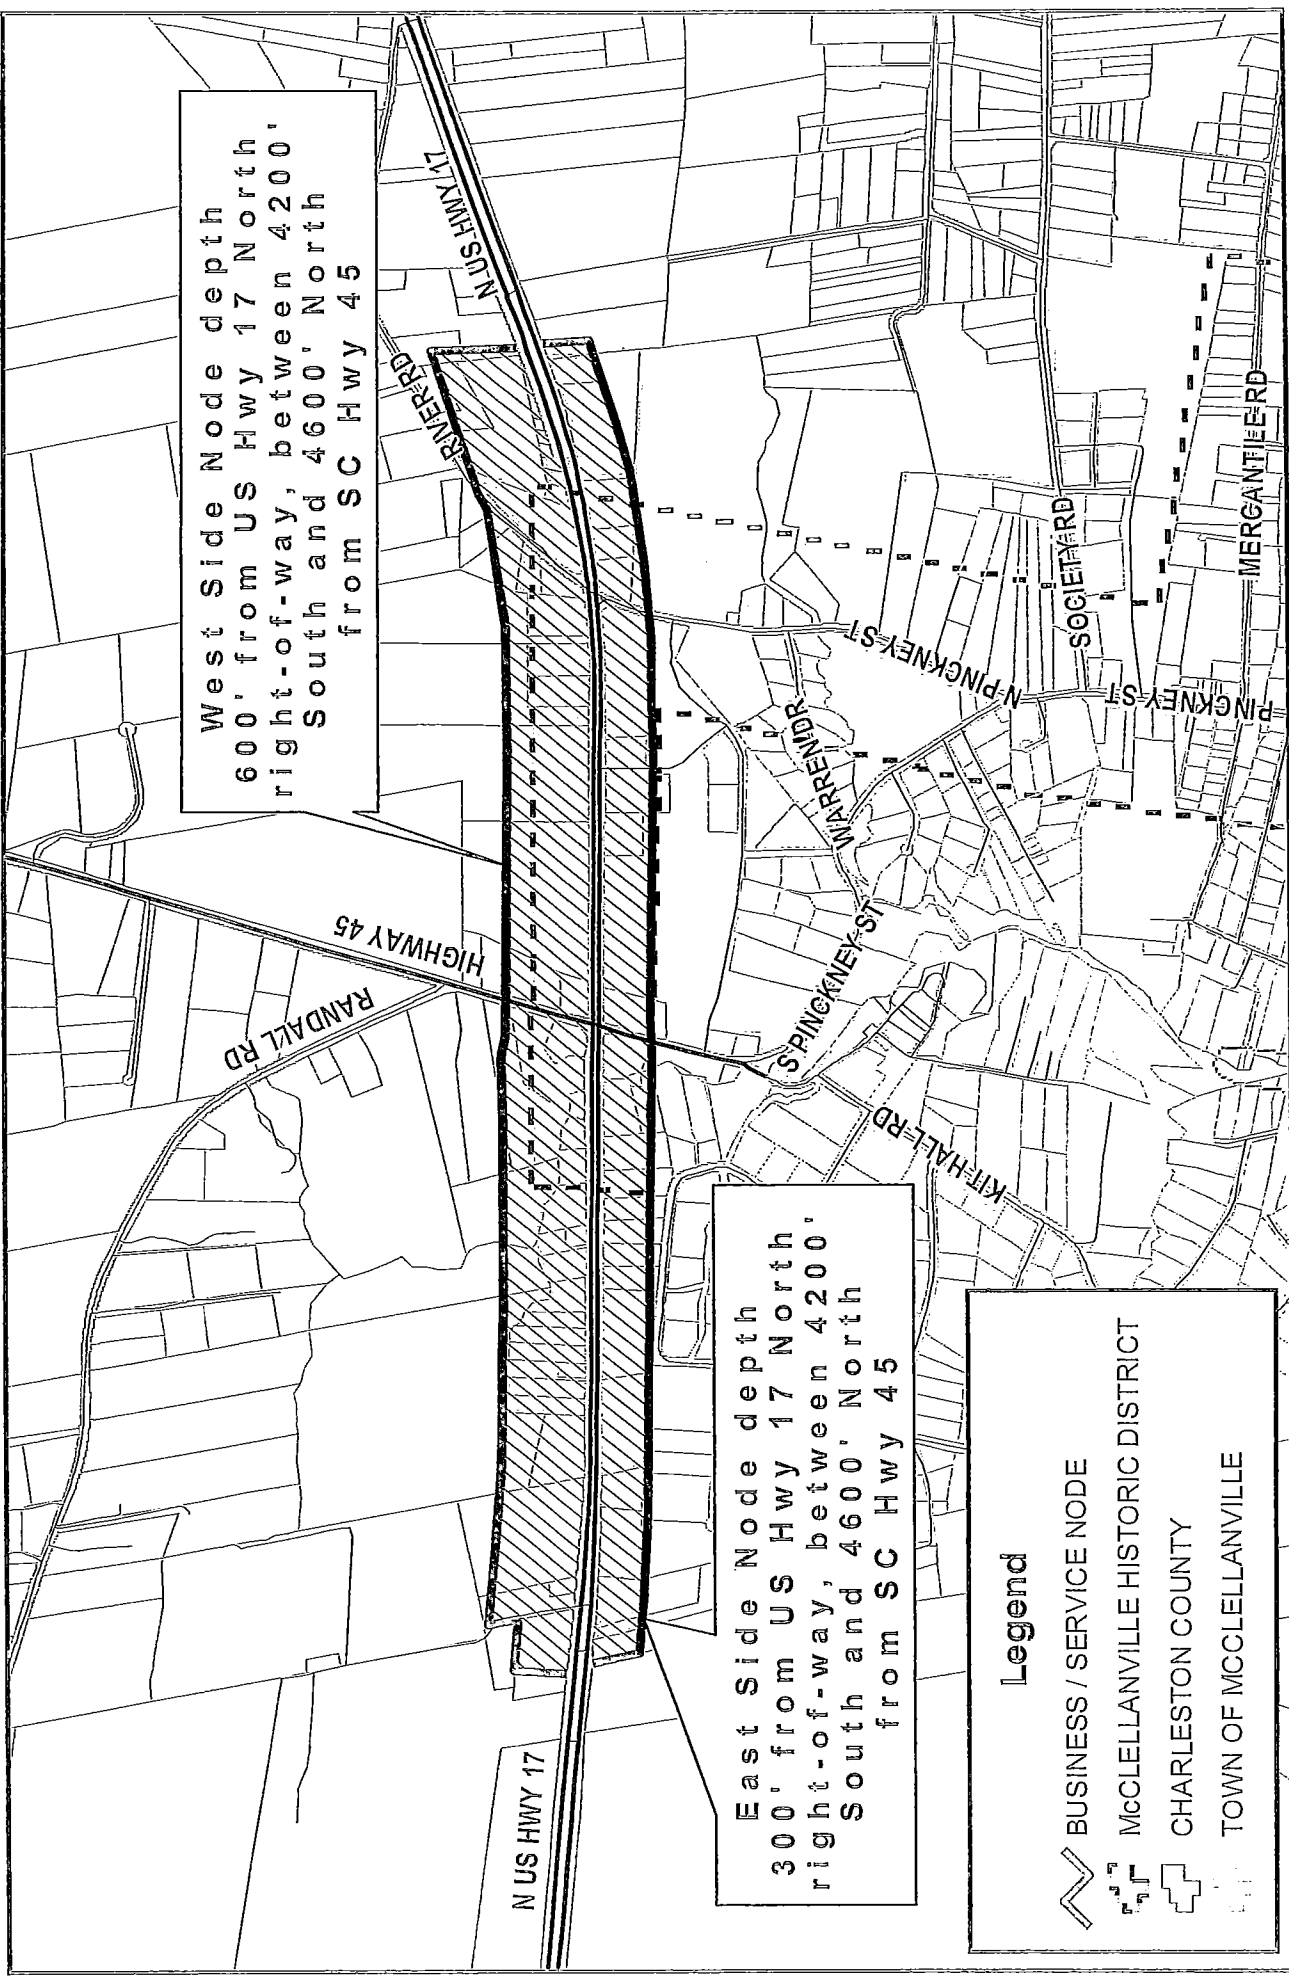 West Side Node depth
600' from US Hwy 17 North
right-of-way, between 4200'
South and 4600' North
from SC Hwy 45
N US HWY 17
RIVER RD
HIGHWAY 45
RANDALL RD
N PINCKNEY ST
SOCIETY RD
PINCKNEY ST
MERCANTILE RD
WARREN DR
S PINCKNEY ST
KIT HALL RD
N US HWY 17
East Side Node depth
300' from US Hwy 17 North
right-of-way, between 4200'
South and 4600' North
from SC Hwy 45
Legend
BUSINESS / SERVICE NODE
McCLELLANVILLE HISTORIC DISTRICT
CHARLESTON COUNTY
TOWN OF MCCLELLANVILLE